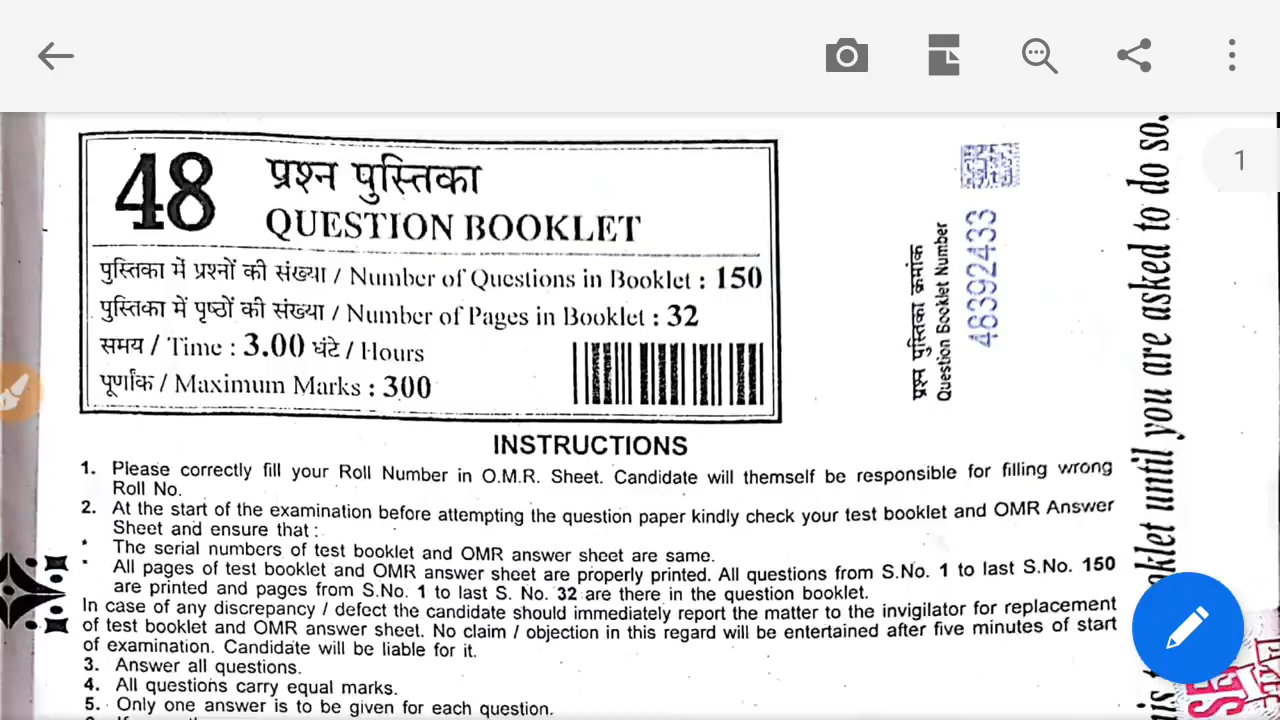 1
48 प्रश्न पुस्तिका
QUESTION BOOKLET
पुस्तिका में प्रश्नों की संख्या / Number of Questions in Booklet : 150
पुस्तिका में पृष्ठों की संख्या / Number of Pages in Booklet : 32
समय / Time : 3.00 घंटे / Hours
पूर्णांक / Maximum Marks : 300
प्रश्न पुस्तिका क्रमांक
Question Booklet Number
48392433
oklet until you are asked to do so.
INSTRUCTIONS
1. Please correctly fill your Roll Number in O.M.R. Sheet. Candidate will themself be responsible for filling wrong
Roll No.
2. At the start of the examination before attempting the question paper kindly check your test booklet and OMR Answer
Sheet and ensure that :
* The serial numbers of test booklet and OMR answer sheet are same.
* All pages of test booklet and OMR answer sheet are properly printed. All questions from S.No. 1 to last S.No. 150
are printed and pages from S.No. 1 to last S. No. 32 are there in the question booklet.
In case of any discrepancy / defect the candidate should immediately report the matter to the invigilator for replacement
of test booklet and OMR answer sheet. No claim / objection in this regard will be entertained after five minutes of start
of examination. Candidate will be liable for it.
3. Answer all questions.
4. All questions carry equal marks.
5. Only one answer is to be given for each question.